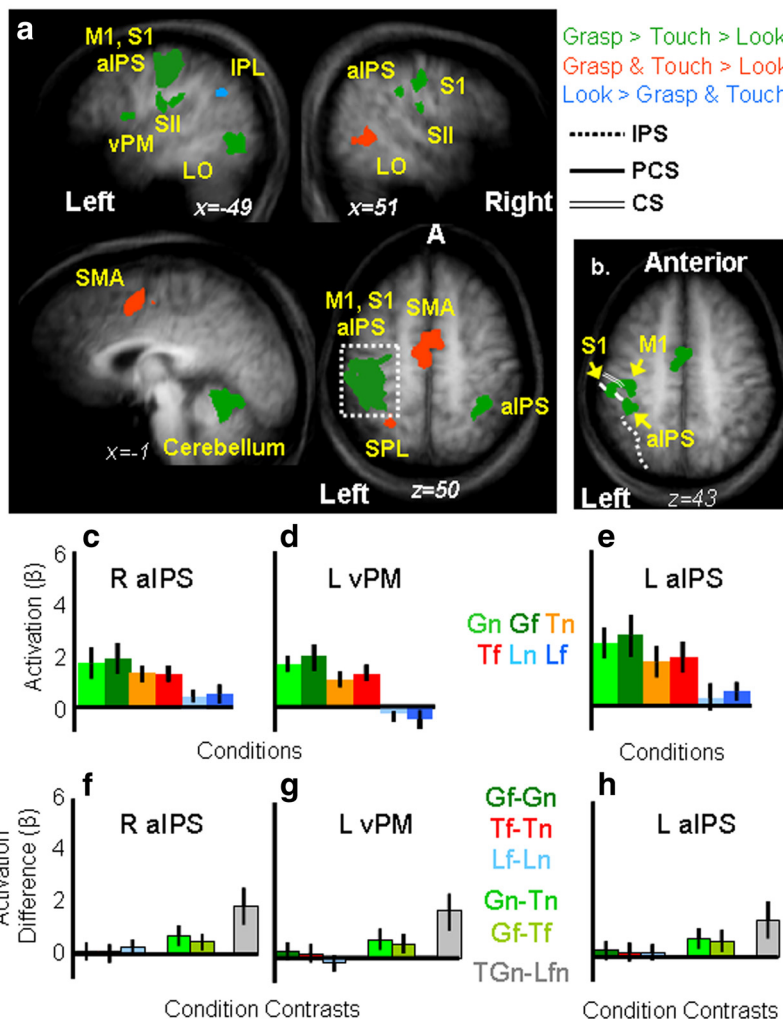 a
M1, S1
aIPS
IPL
SII
vPM
LO
Left
x=-49
aIPS
S1
SII
LO
x=51
Right
Grasp > Touch > Look
Grasp & Touch > Look
Look > Grasp & Touch
IPS
PCS
CS
SMA
x=-1
Cerebellum
A
M1, S1
aIPS
SMA
aIPS
SPL
Left
z=50
b.
Anterior
S1
M1
aIPS
Left
z=43
c
R aIPS
Activation (β)
6
4
2
0
d
L vPM
Conditions
Gn Gf Tn
Tf Ln Lf
e
L aIPS
Conditions
f
R aIPS
Activation
Difference (β)
6
4
2
0
g
L vPM
Condition Contrasts
Gf-Gn
Tf-Tn
Lf-Ln
Gn-Tn
Gf-Tf
TGn-Lfn
h
L aIPS
Condition Contrasts